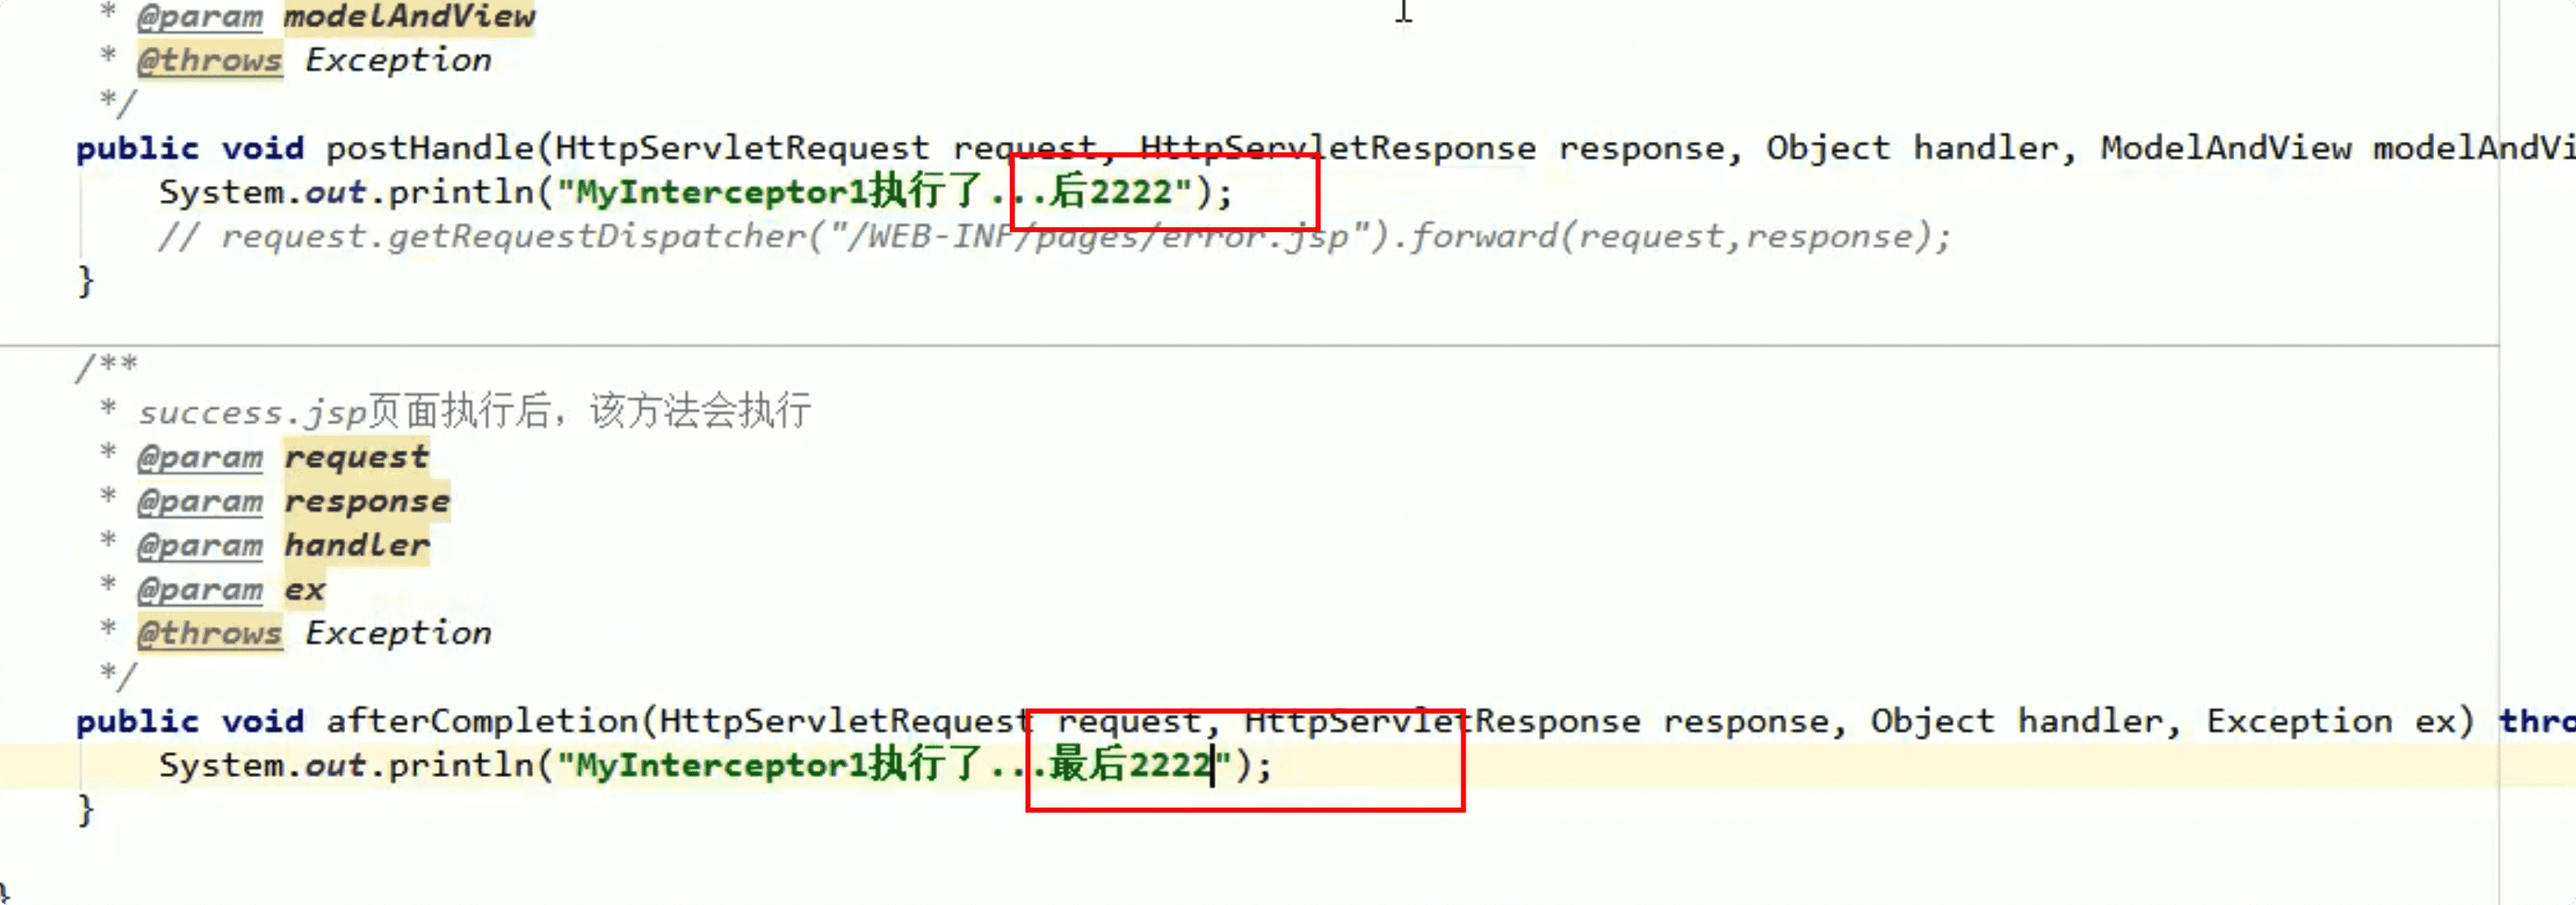 * @param modelAndView
* @throws Exception
*/
public void postHandle(HttpServletRequest request, HttpServletResponse response, Object handler, ModelAndView modelAndVi
System.out.println("MyInterceptor1执行了...后2222");
// request.getRequestDispatcher("/WEB-INF/pages/error.jsp").forward(request,response);
}
/**
* success.jsp页面执行后，该方法会执行
* @param request
* @param response
* @param handler
* @param ex
* @throws Exception
*/
public void afterCompletion(HttpServletRequest request, HttpServletResponse response, Object handler, Exception ex) thro
System.out.println("MyInterceptor1执行了...最后2222");
}
}